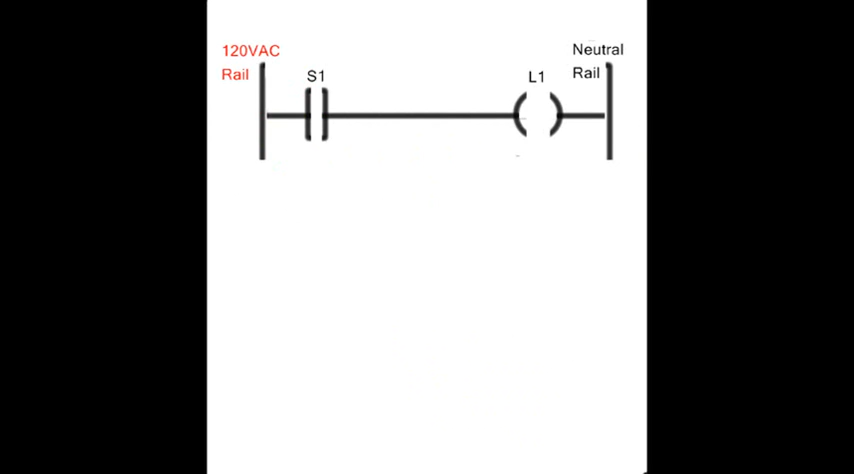 120VAC
Rail
S1
L1
Neutral
Rail